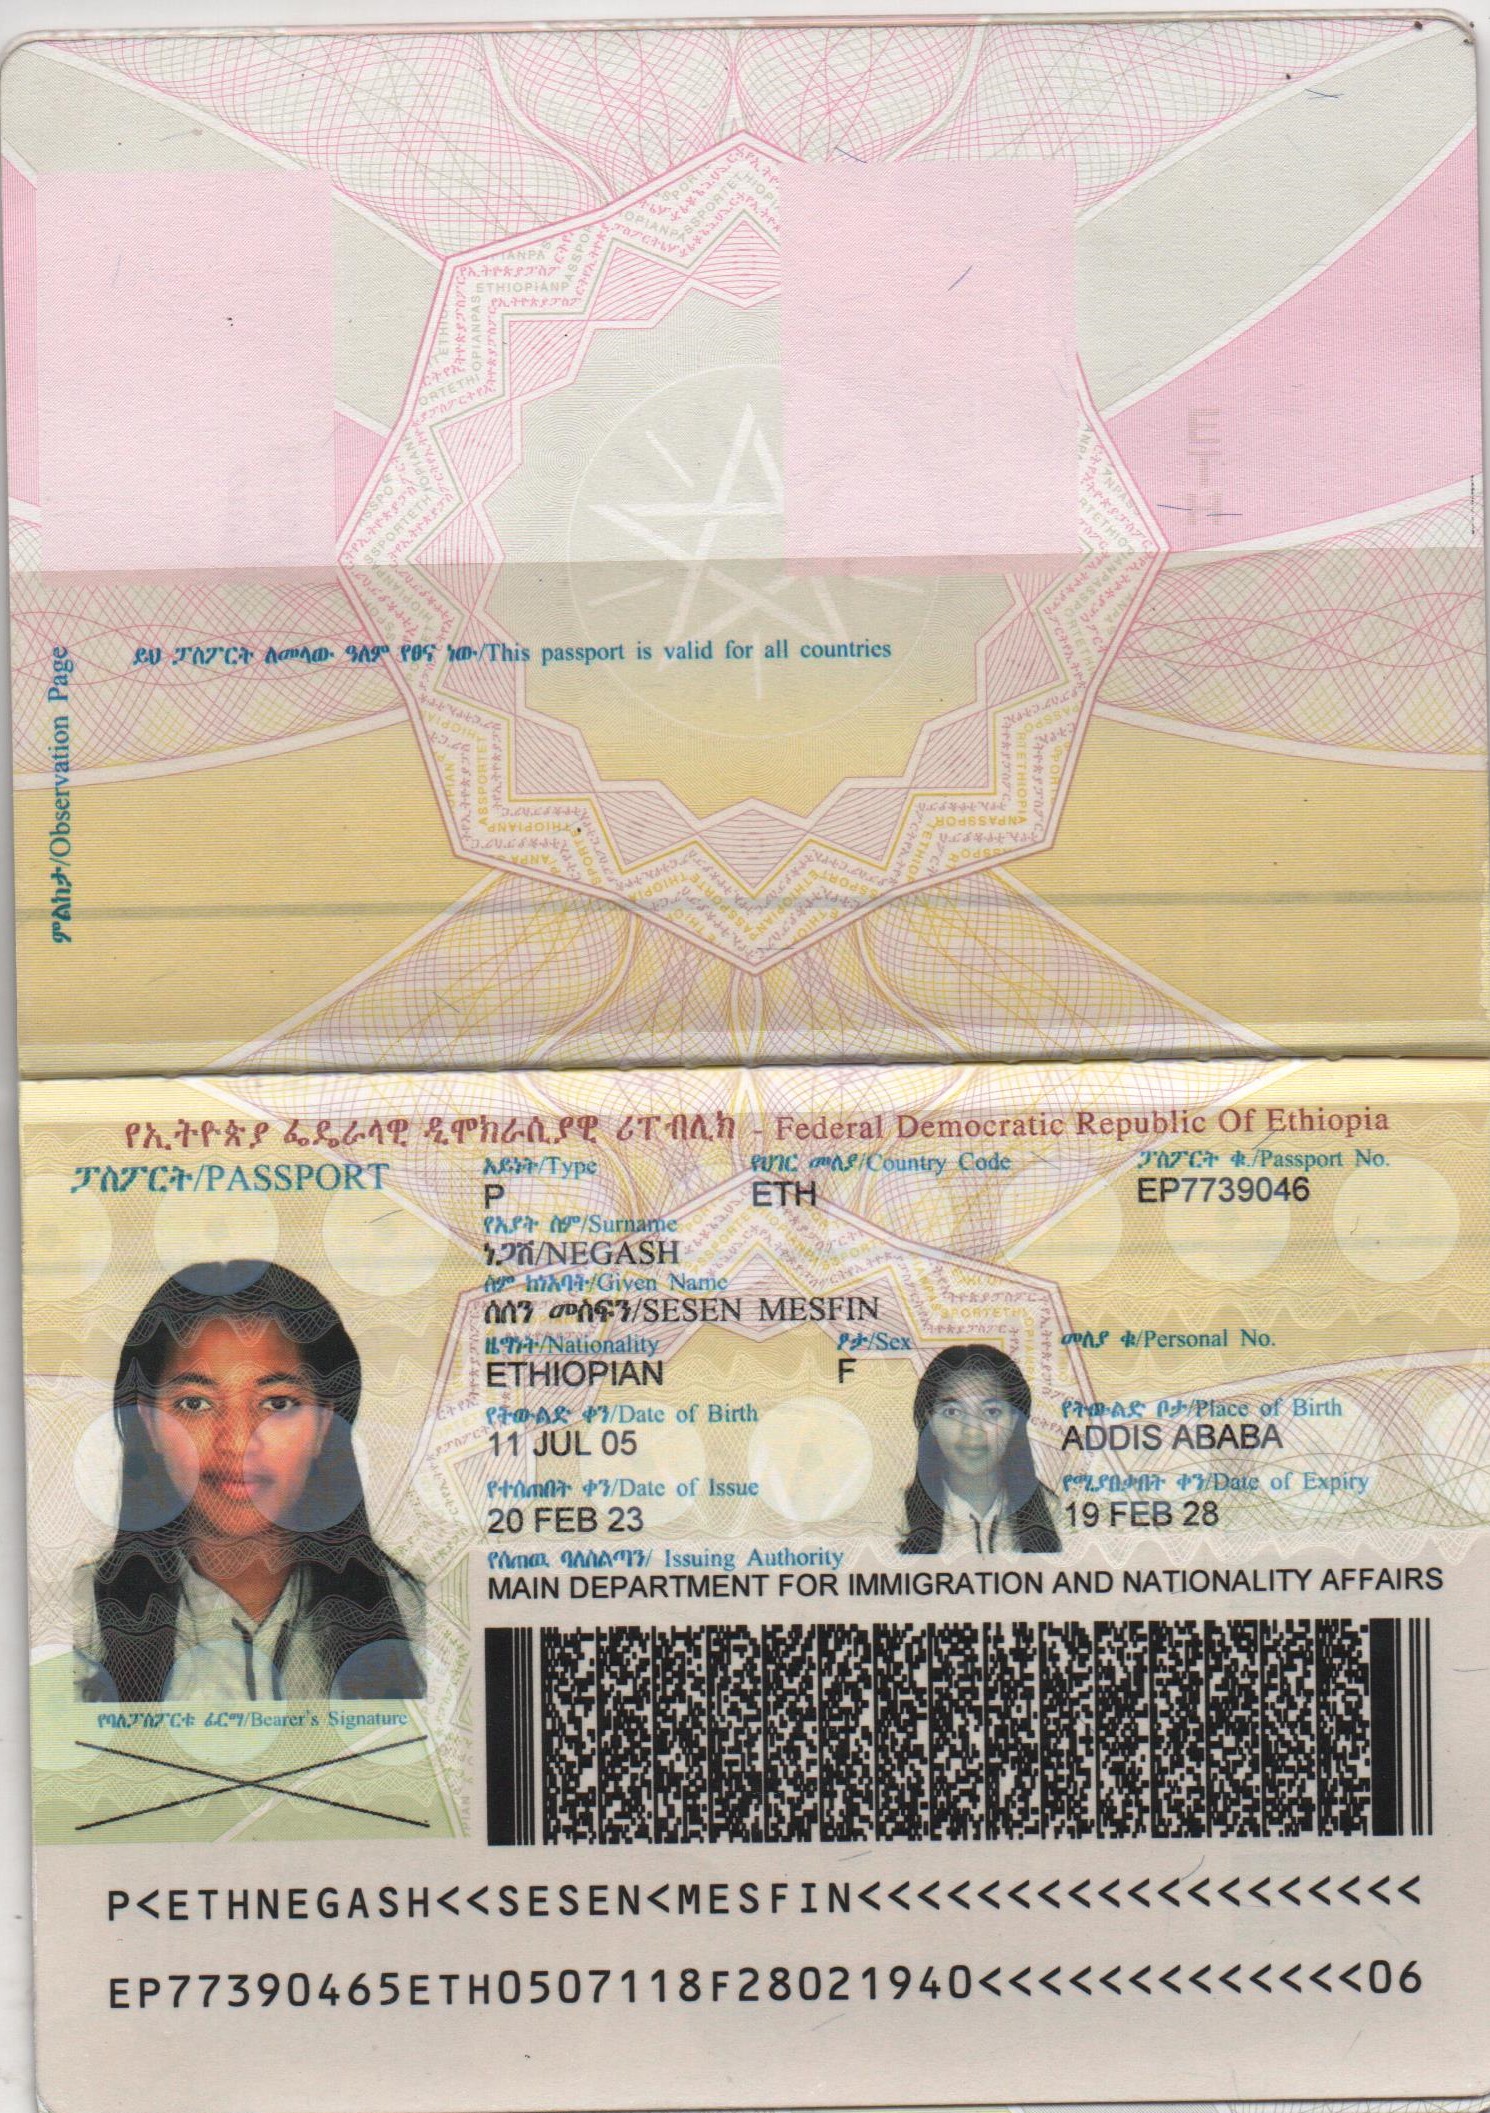 ይህ ፓስፖርት ለመላው ዓለም የፀና ነው/This passport is valid for all countries
ምልከታ/Observation Page
E
T
H
የኢትዮጵያ ፌዴራላዊ ዲሞክራሲያዊ ሪፐብሊክ - Federal Democratic Republic Of Ethiopia
ፓስፖርት/PASSPORT
አይነት/Type
የሀገር መለያ/Country Code
ፓስፖርት ቁ./Passport No.
P
ETH
EP7739046
የአያት ስም/Surname
ነጋሽ/NEGASH
ስም ከነአባት/Given Name
ሰሰን መስፍን/SESEN MESFIN
ዜግነት/Nationality
ፆታ/Sex
መለያ ቁ/Personal No.
ETHIOPIAN
F
የትውልድ ቀን/Date of Birth
የትውልድ ቦታ/Place of Birth
11 JUL 05
ADDIS ABABA
የተሰጠበት ቀን/Date of Issue
የሚያበቃበት ቀን/Date of Expiry
20 FEB 23
19 FEB 28
የሰጠዉ ባለስልጣን/ Issuing Authority
MAIN DEPARTMENT FOR IMMIGRATION AND NATIONALITY AFFAIRS
የባለፓስፖርቱ ፊርማ/Bearer's Signature
P<ETHNEGASH<<SESEN<MESFIN<<<<<<<<<<<<<<<<<<<
EP77390465ETH0507118F28021940<<<<<<<<<<<<<06